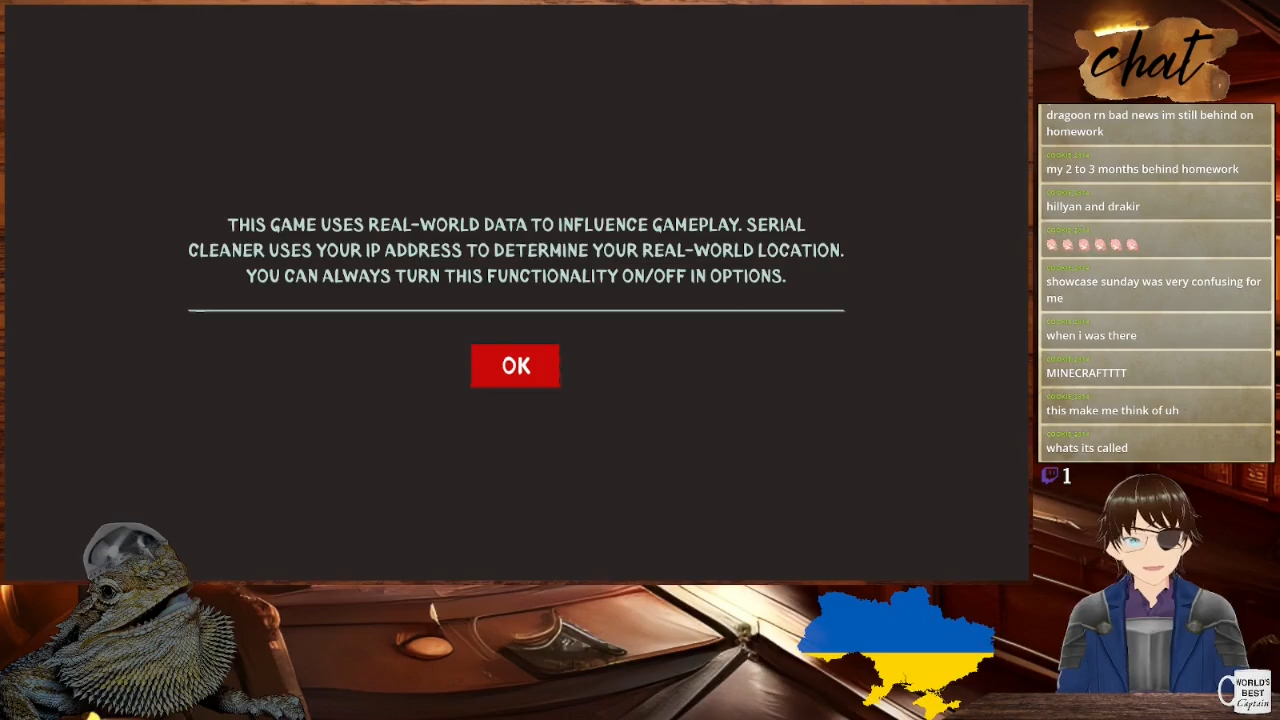 THIS GAME USES REAL-WORLD DATA TO INFLUENCE GAMEPLAY. SERIAL
CLEANER USES YOUR IP ADDRESS TO DETERMINE YOUR REAL-WORLD LOCATION.
YOU CAN ALWAYS TURN THIS FUNCTIONALITY ON/OFF IN OPTIONS.
OK
chat
dragoon rn bad news im still behind on
homework
my 2 to 3 months behind homework
hillyan and drakir
showcase sunday was very confusing for
me
when i was there
MINECRAFTTTT
this make me think of uh
whats its called
1
WORLD'S
BEST
Captain